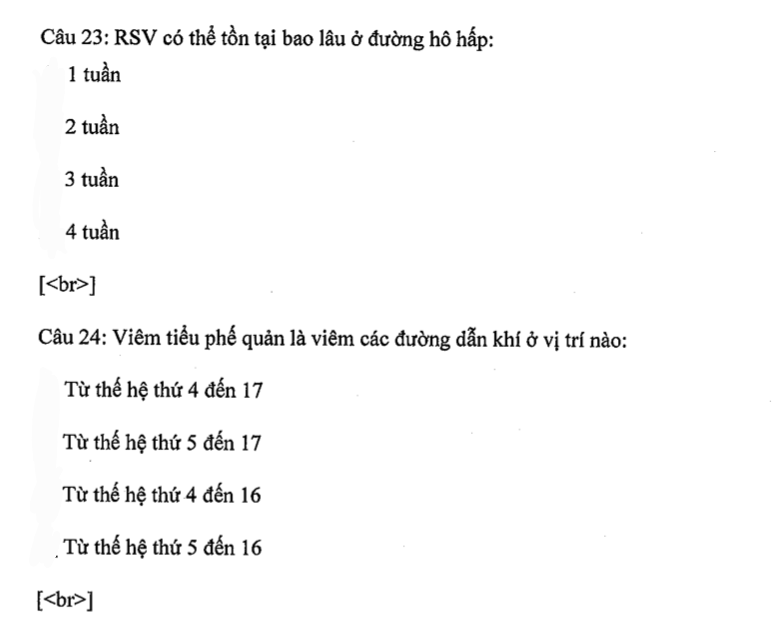 Câu 23: RSV có thể tồn tại bao lâu ở đường hô hấp:
1 tuần
2 tuần
3 tuần
4 tuần
[<br>]
Câu 24: Viêm tiểu phế quản là viêm các đường dẫn khí ở vị trí nào:
Từ thế hệ thứ 4 đến 17
Từ thế hệ thứ 5 đến 17
Từ thế hệ thứ 4 đến 16
Từ thế hệ thứ 5 đến 16
[<br>]